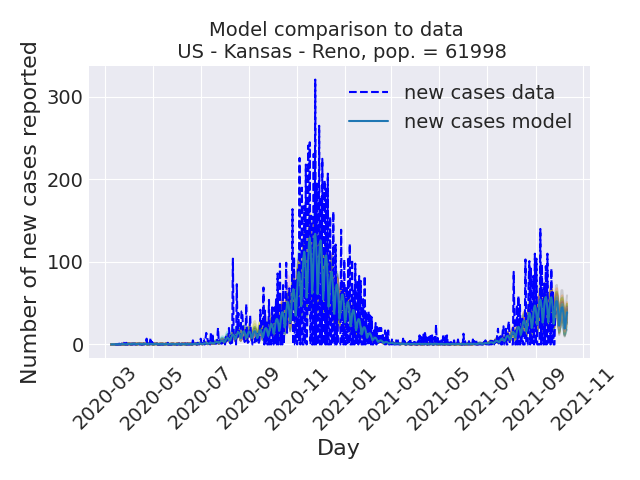 Model comparison to data
US - Kansas - Reno, pop. = 61998
Number of new cases reported
300
200
100
0
new cases data
new cases model
2020-03
2020-05
2020-07
2020-09
2020-11
2021-01
2021-03
2021-05
2021-07
2021-09
2021-11
Day